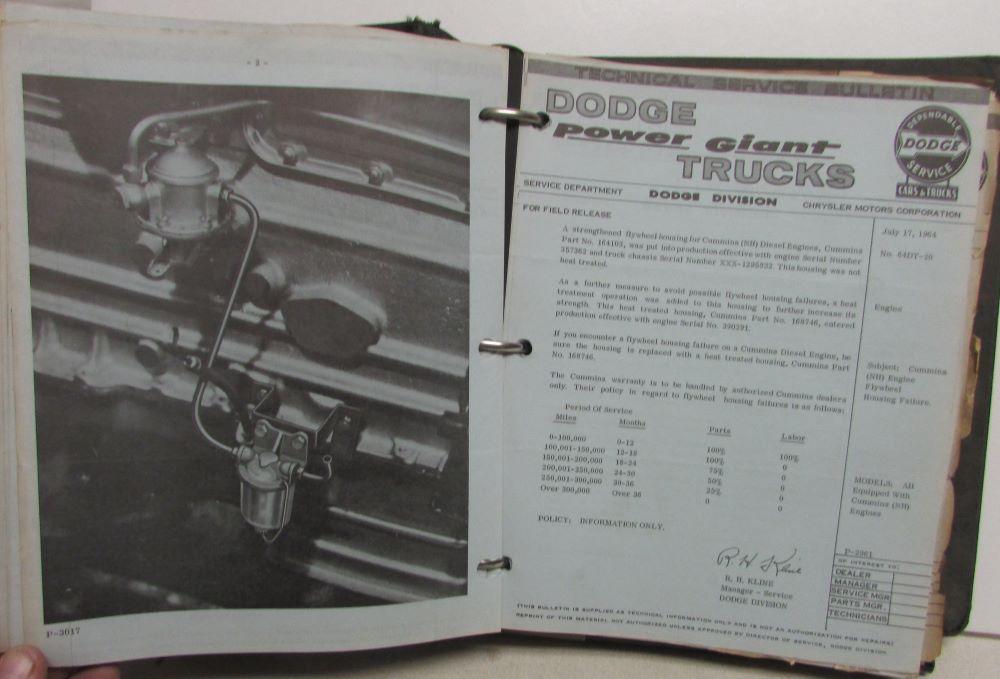 - 3 -
P-3017
TECHNICAL SERVICE BULLETIN
DODGE
Power Giant
TRUCKS
DEPENDABLE
DODGE
SERVICE
CARS & TRUCKS
SERVICE DEPARTMENT DODGE DIVISION CHRYSLER MOTORS CORPORATION
FOR FIELD RELEASE
July 17, 1964
No. 64DT-20
A strengthened flywheel housing for Cummins (NH) Diesel Engines, Cummins
Part No. 164103, was put into production effective with engine Serial Number
357362 and truck chassis Serial Number XXX-1295932. This housing was not
heat treated.
Engine
As a further measure to avoid possible flywheel housing failures, a heat
treatment operation was added to this housing to further increase its
strength. This heat treated housing, Cummins Part No. 168746, entered
production effective with engine Serial No. 390291.
If you encounter a flywheel housing failure on a Cummins Diesel Engine, be
sure the housing is replaced with a heat treated housing, Cummins Part
No. 168746.
Subject: Cummins
(NH) Engine
Flywheel
Housing Failure.
The Cummins warranty is to be handled by authorized Cummins dealers
only. Their policy in regard to flywheel housing failures is as follows:
Period Of Service
Miles Months Parts Labor
0-100,000 0-12 100% 100%
100,001-150,000 12-18 100% 0
150,001-200,000 18-24 75% 0
200,001-250,000 24-30 50% 0
250,001-300,000 30-36 25% 0
Over 300,000 Over 36 0 0
MODELS: All
Equipped With
Cummins (NH)
Engines
POLICY: INFORMATION ONLY.
R. H. Kline
R. H. KLINE
Manager - Service
DODGE DIVISION
P-2961
OF INTEREST TO:
DEALER
MANAGER
SERVICE MGR.
PARTS MGR.
TECHNICIANS
(THIS BULLETIN IS SUPPLIED AS TECHNICAL INFORMATION ONLY AND IS NOT AN AUTHORIZATION FOR REPAIRS)
REPRINT OF THIS MATERIAL NOT AUTHORIZED UNLESS APPROVED BY DIRECTOR OF SERVICE, DODGE DIVISION.